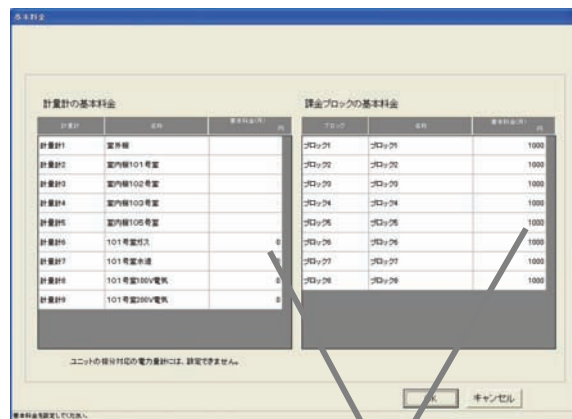 基本料金
計量計の基本料金
計量計 名称 基本料金(月) 円
計量計1 室外機
計量計2 室内機101号室
計量計3 室内機102号室
計量計4 室内機103号室
計量計5 室内機105号室
計量計6 101号室ガス 0
計量計7 101号室水道
計量計8 101号室100V電気 0
計量計9 101号室200V電気 0
ユニットの按分対応の電力量計には、設定できません。
課金ブロックの基本料金
ブロック 名称 基本料金(月) 円
ブロック1 ブロック1 1000
ブロック2 ブロック2 1000
ブロック3 ブロック3 1000
ブロック4 ブロック4 1000
ブロック5 ブロック5 1000
ブロック6 ブロック6 1000
ブロック7 ブロック7 1000
ブロック8 ブロック8 1000
OK キャンセル
基本料金を設定してください。